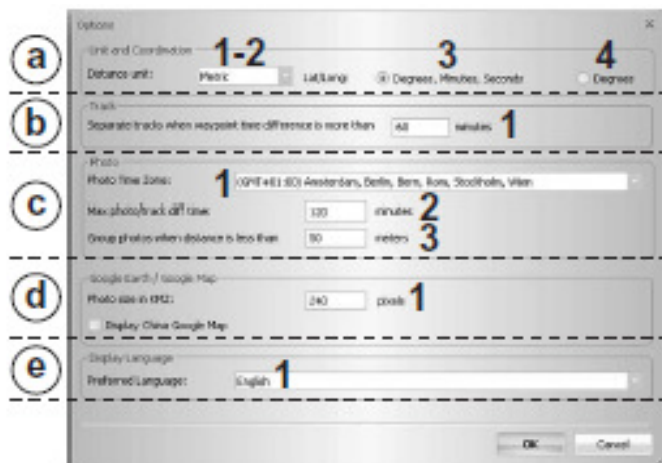 Options
a
Unit and Coordination
1-2
3
4
Distance unit: Metric Lat/Lang: Degrees, Minutes, Seconds Degrees
b
Track
Separate tracks when waypoint time difference is more than 60 minutes 1
c
Photo
Photo Time Zone: 1 (GMT+01:00) Amsterdam, Berlin, Bern, Rom, Stockholm, Wien
Max photo/track diff time: 120 minutes 2
Group photos when distance is less than 50 meters 3
d
Google Earth / Google Map
Photo size in KMZ: 240 pixels 1
Display China Google Map
e
Display Language
Preferred Language: English 1
OK Cancel